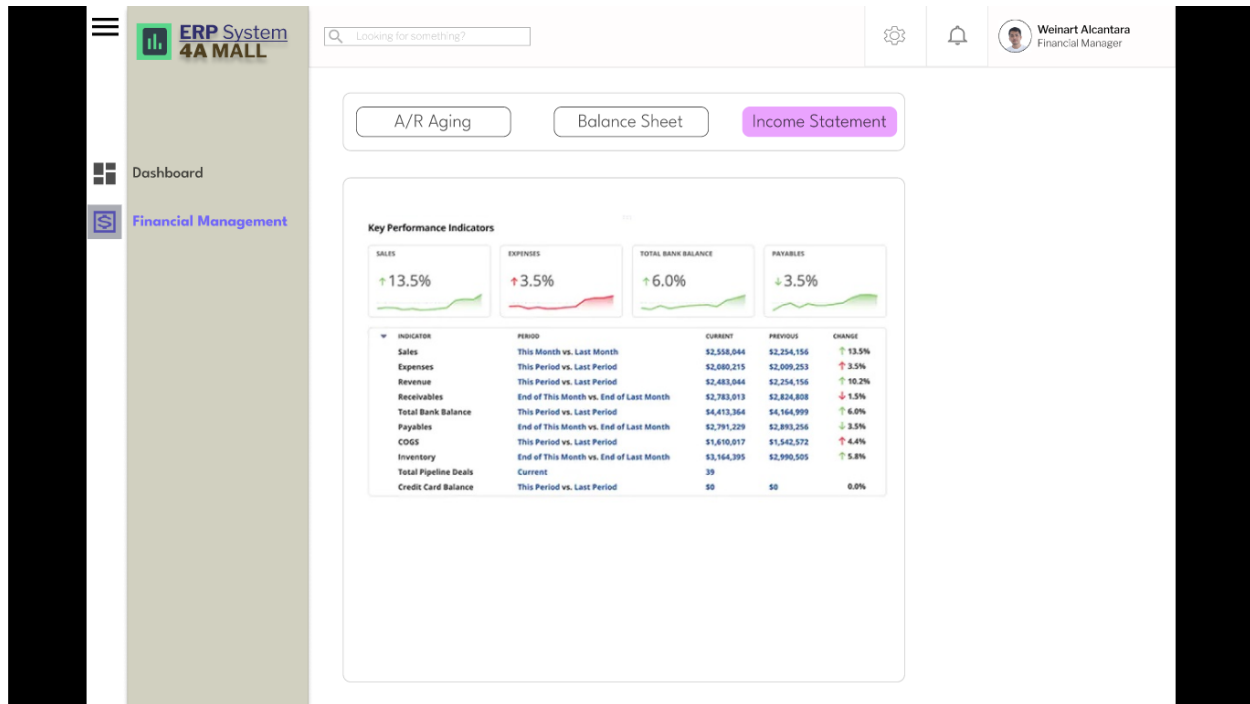 ERP System
4A MALL
Looking for something?
Weinart Alcantara
Financial Manager
A/R Aging
Balance Sheet
Income Statement
Dashboard
Financial Management
Key Performance Indicators
SALES
EXPENSES
TOTAL BANK BALANCE
PAYABLES
↑13.5%
↑3.5%
↑6.0%
↓3.5%
INDICATOR PERIOD CURRENT PREVIOUS CHANGE
Sales This Month vs. Last Month $2,558,044 $2,254,156 ↑ 13.5%
Expenses This Period vs. Last Period $2,080,215 $2,009,253 ↑ 3.5%
Revenue This Period vs. Last Period $2,483,044 $2,254,156 ↑ 10.2%
Receivables End of This Month vs. End of Last Month $2,783,013 $2,824,808 ↓ 1.5%
Total Bank Balance This Period vs. Last Period $4,413,364 $4,164,999 ↑ 6.0%
Payables End of This Month vs. End of Last Month $2,791,229 $2,893,256 ↓ 3.5%
COGS This Period vs. Last Period $1,610,017 $1,542,572 ↑ 4.4%
Inventory End of This Month vs. End of Last Month $3,164,395 $2,990,505 ↑ 5.8%
Total Pipeline Deals Current 39
Credit Card Balance This Period vs. Last Period $0 $0 0.0%